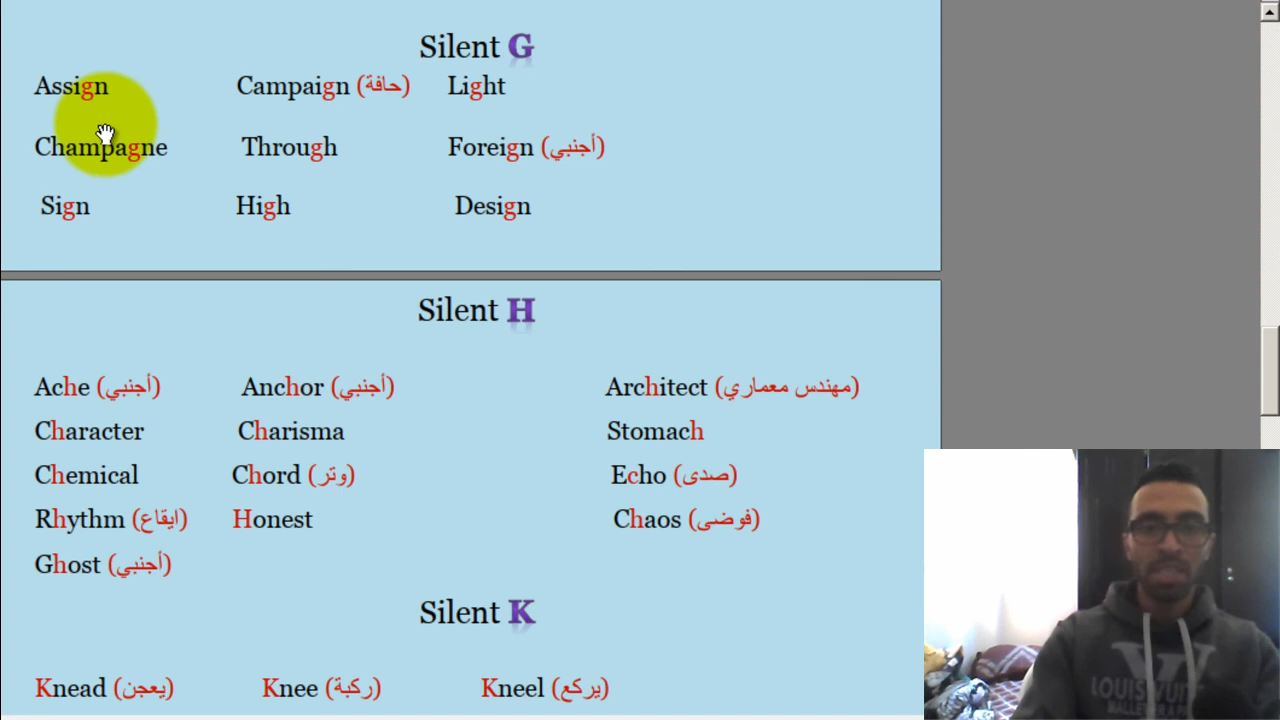 Silent G
Assign Campaign (حافة) Light
Champagne Through Foreign (أجنبي)
Sign High Design
Silent H
Ache (أجنبي) Anchor (أجنبي) Architect (مهندس معماري)
Character Charisma Stomach
Chemical Chord (وتر) Echo (صدى)
Rhythm (ايقاع) Honest Chaos (فوضى)
Ghost (أجنبي)
Silent K
Knead (يعجن) Knee (ركبة) Kneel (يركع)
LOUIS VUIT